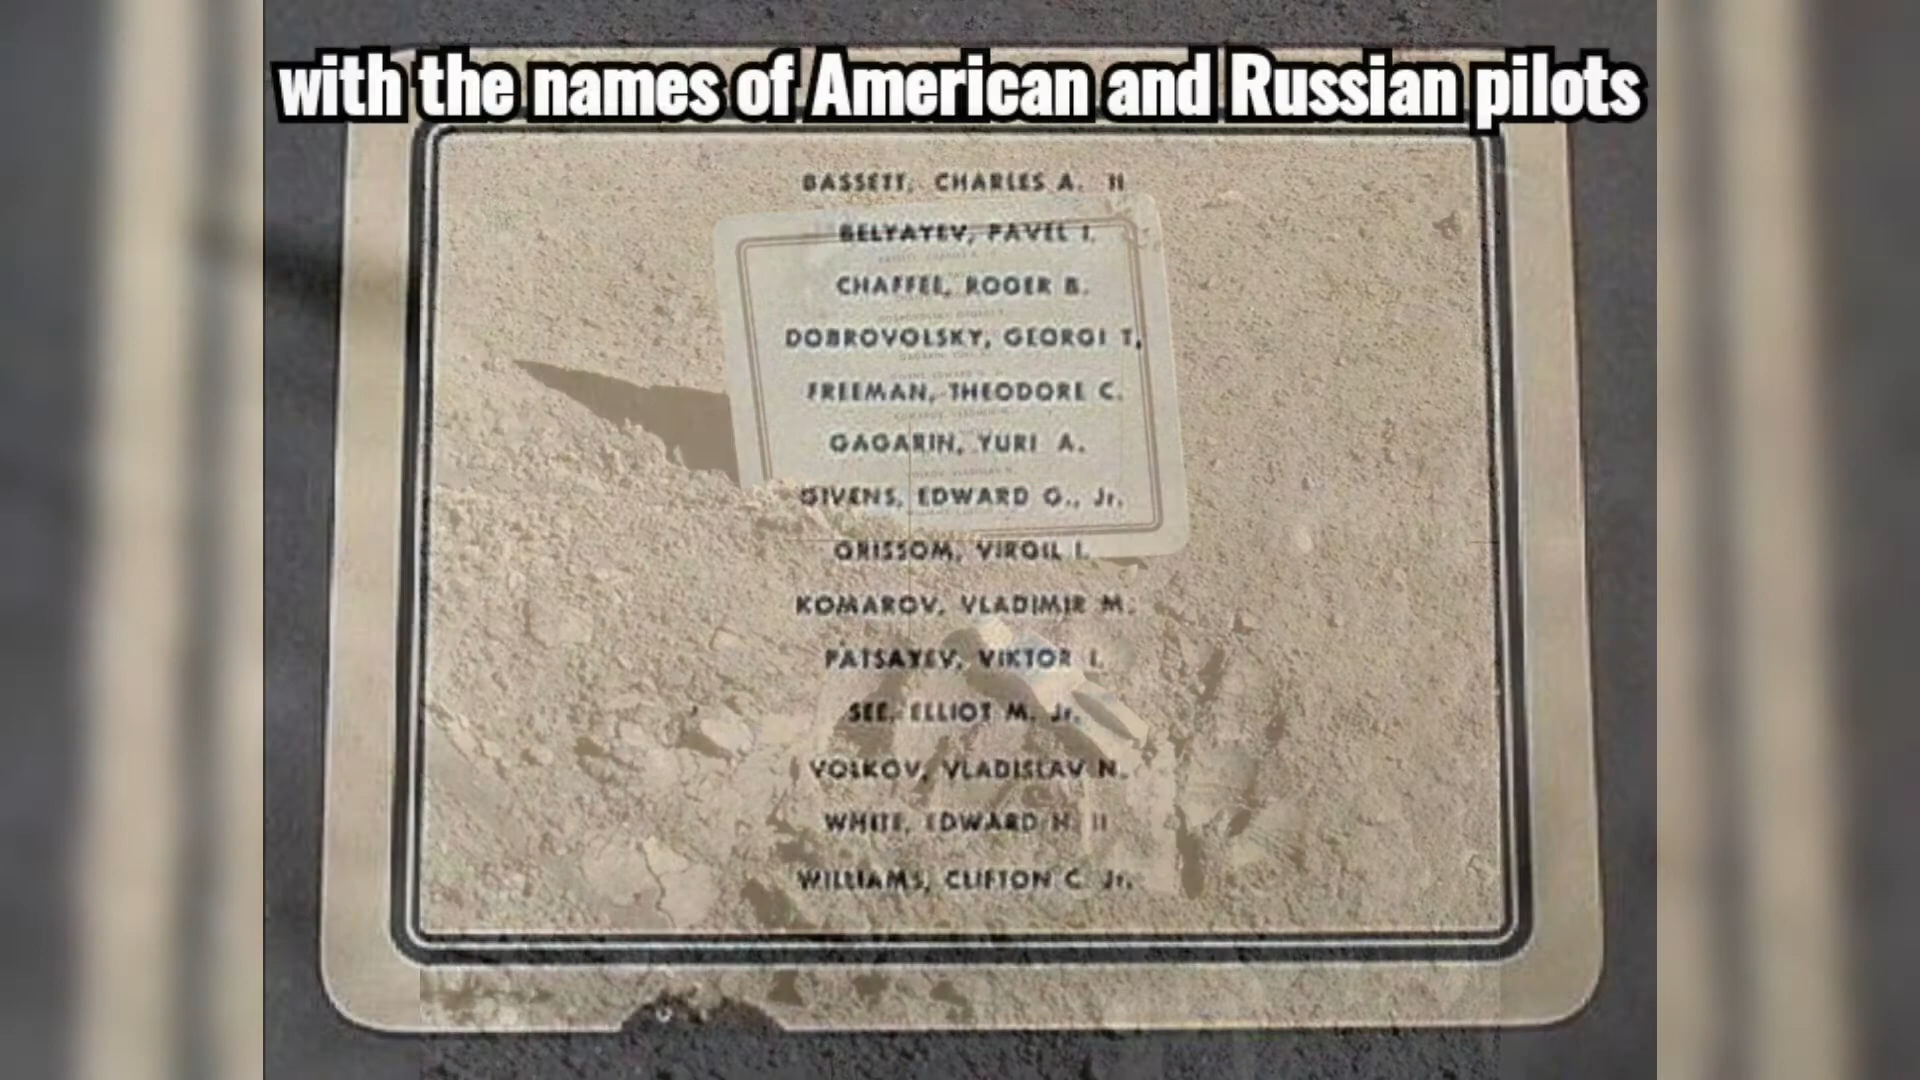 with the names of American and Russian pilots
BASSETT, CHARLES A. II
BELYAYEV, PAVEL I.
CHAFFEE, ROGER B.
DOBROVOLSKY, GEORGI T.
FREEMAN, THEODORE C.
GAGARIN, YURI A.
GIVENS, EDWARD G., Jr.
GRISSOM, VIRGIL I.
KOMAROV, VLADIMIR M.
PATSAYEV, VIKTOR I.
SEE, ELLIOT M. Jr.
VOLKOV, VLADISLAV N.
WHITE, EDWARD H. II
WILLIAMS, CLIFTON C. Jr.